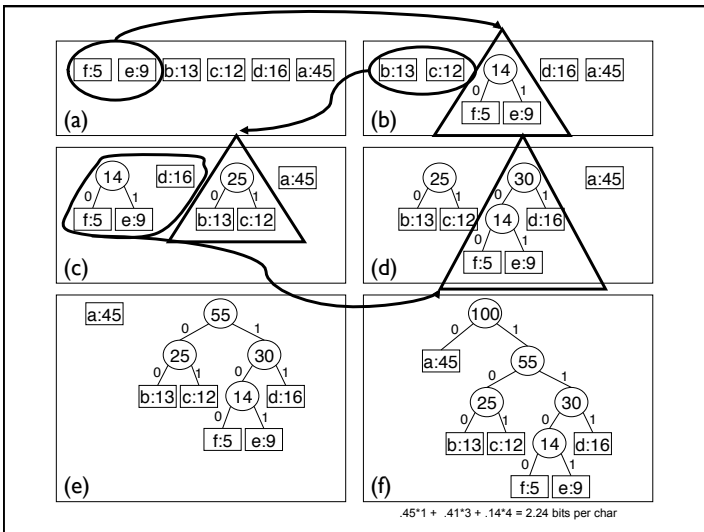 f:5 e:9 b:13 c:12 d:16 a:45
(a)
b:13 c:12 14 d:16 a:45
0 1
f:5 e:9
(b)
14 d:16 25 a:45
0 1 0 1
f:5 e:9 b:13 c:12
(c)
25 30 a:45
0 1 0 1
b:13 c:12 14 d:16
0 1
f:5 e:9
(d)
a:45 55
0 1
25 30
0 1 0 1
b:13 c:12 14 d:16
0 1
f:5 e:9
(e)
100
0 1
a:45 55
0 1
25 30
0 1 0 1
b:13 c:12 14 d:16
0 1
f:5 e:9
(f)
.45*1 + .41*3 + .14*4 = 2.24 bits per char